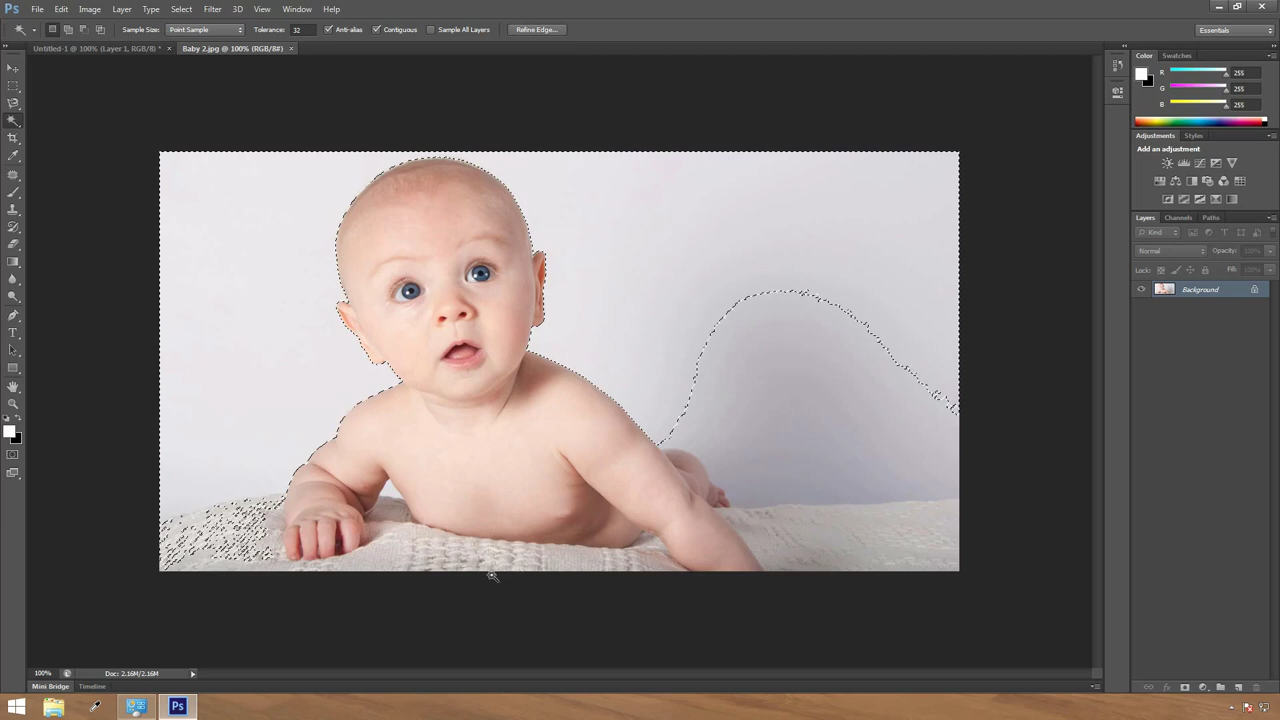 Ps File Edit Image Layer Type Select Filter 3D View Window Help
Sample Size: Point Sample Tolerance: 32 Anti-alias Contiguous Sample All Layers Refine Edge... Essentials
Untitled-1 @ 100% (Layer 1, RGB/8) * × Baby 2.jpg @ 100% (RGB/8#) ×
Color Swatches
R 255
G 255
B 255
Adjustments Styles
Add an adjustment
Layers Channels Paths
Kind
Normal Opacity: 100%
Lock: Fill: 100%
Background
100% Doc: 2.16M/2.16M
Mini Bridge Timeline
Ps